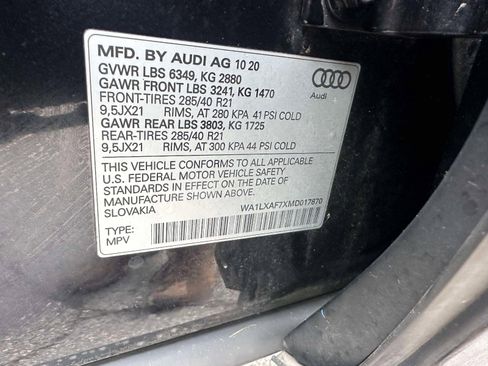 MFD. BY AUDI AG 10 20
GVWR LBS 6349, KG 2880
GAWR FRONT LBS 3241, KG 1470
FRONT-TIRES 285/40 R21
9,5JX21 RIMS, AT 280 KPA 41 PSI COLD
GAWR REAR LBS 3803, KG 1725
REAR-TIRES 285/40 R21
9,5JX21 RIMS, AT 300 KPA 44 PSI COLD
Audi
THIS VEHICLE CONFORMS TO ALL APPLICABLE
U.S. FEDERAL MOTOR VEHICLE SAFETY
STANDARDS IN EFFECT ON THE DATE OF
MANUFACTURE SHOWN ABOVE.
SLOVAKIA
WA1LXAF7XMD017870
TYPE:
MPV